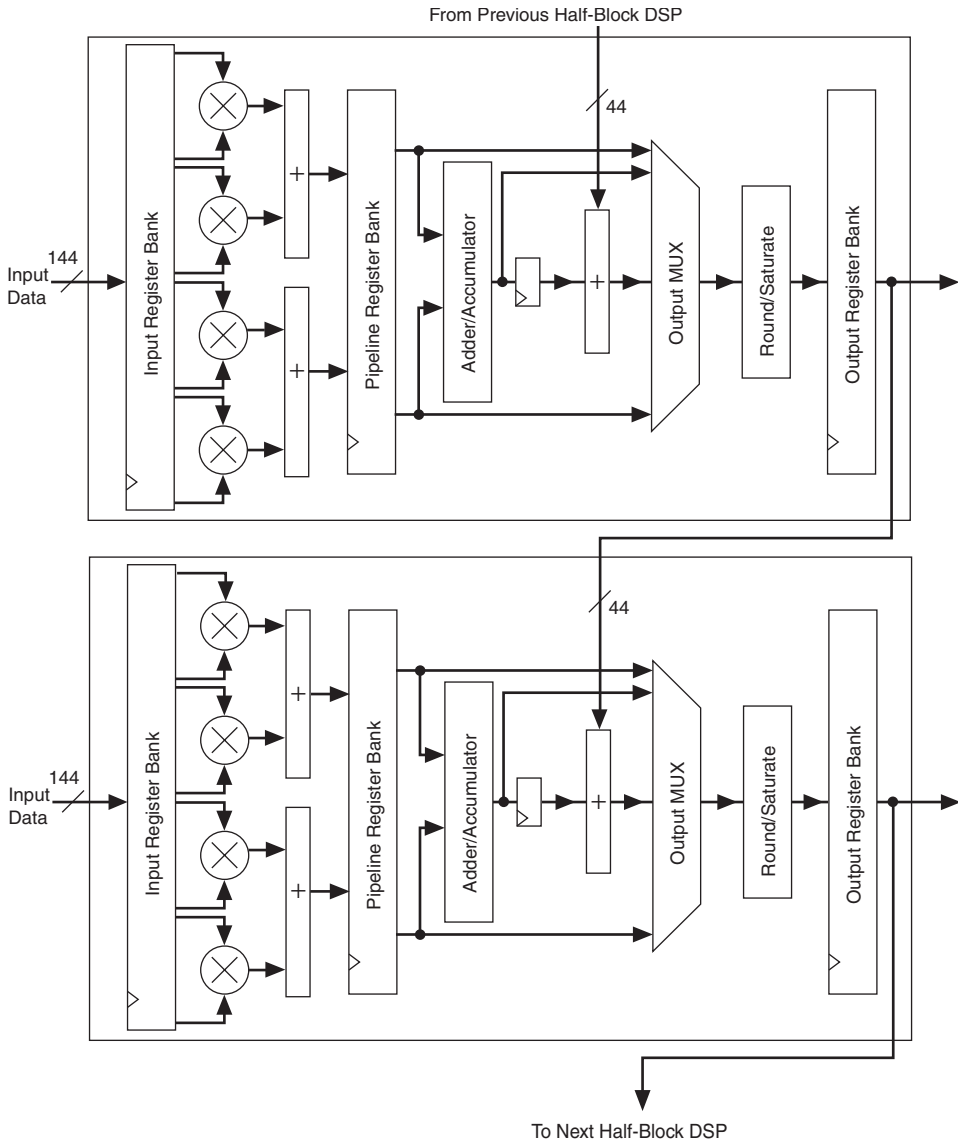 From Previous Half-Block DSP
44
144
Input
Data
Input Register Bank
+
+
Pipeline Register Bank
Adder/Accumulator
+
Output MUX
Round/Saturate
Output Register Bank
44
144
Input
Data
Input Register Bank
+
+
Pipeline Register Bank
Adder/Accumulator
+
Output MUX
Round/Saturate
Output Register Bank
To Next Half-Block DSP